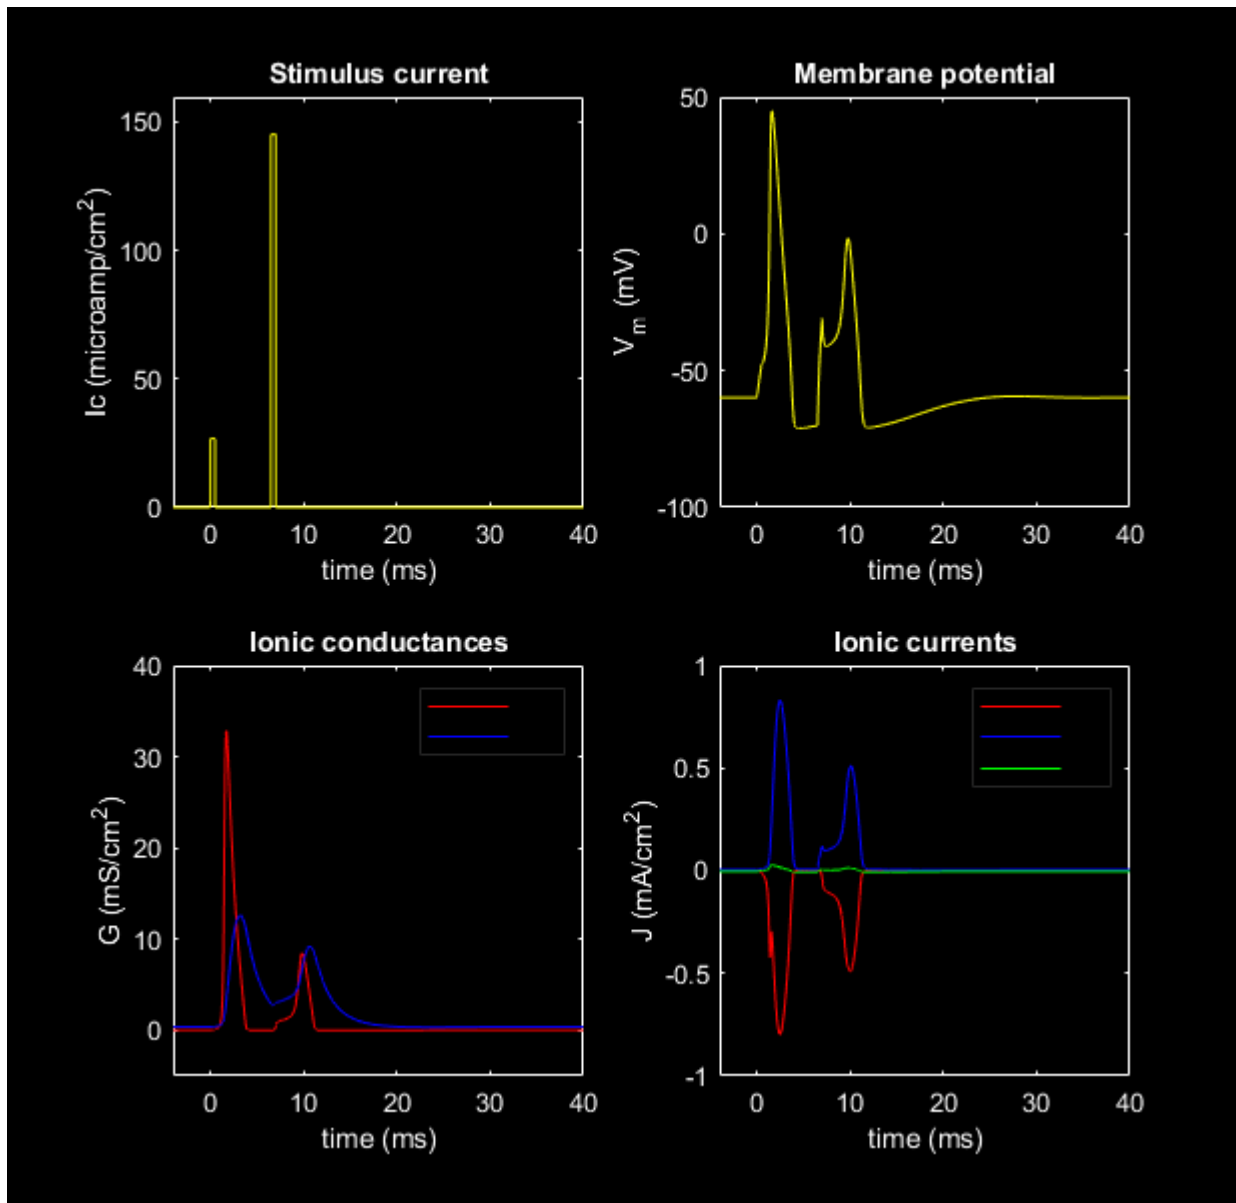 Stimulus current
150
100
50
0
Ic (microamp/cm²)
0 10 20 30 40
time (ms)
Membrane potential
50
0
-50
-100
Vₘ (mV)
0 10 20 30 40
time (ms)
Ionic conductances
40
30
20
10
0
G (mS/cm²)
0 10 20 30 40
time (ms)
Ionic currents
1
0.5
0
-0.5
-1
J (mA/cm²)
0 10 20 30 40
time (ms)